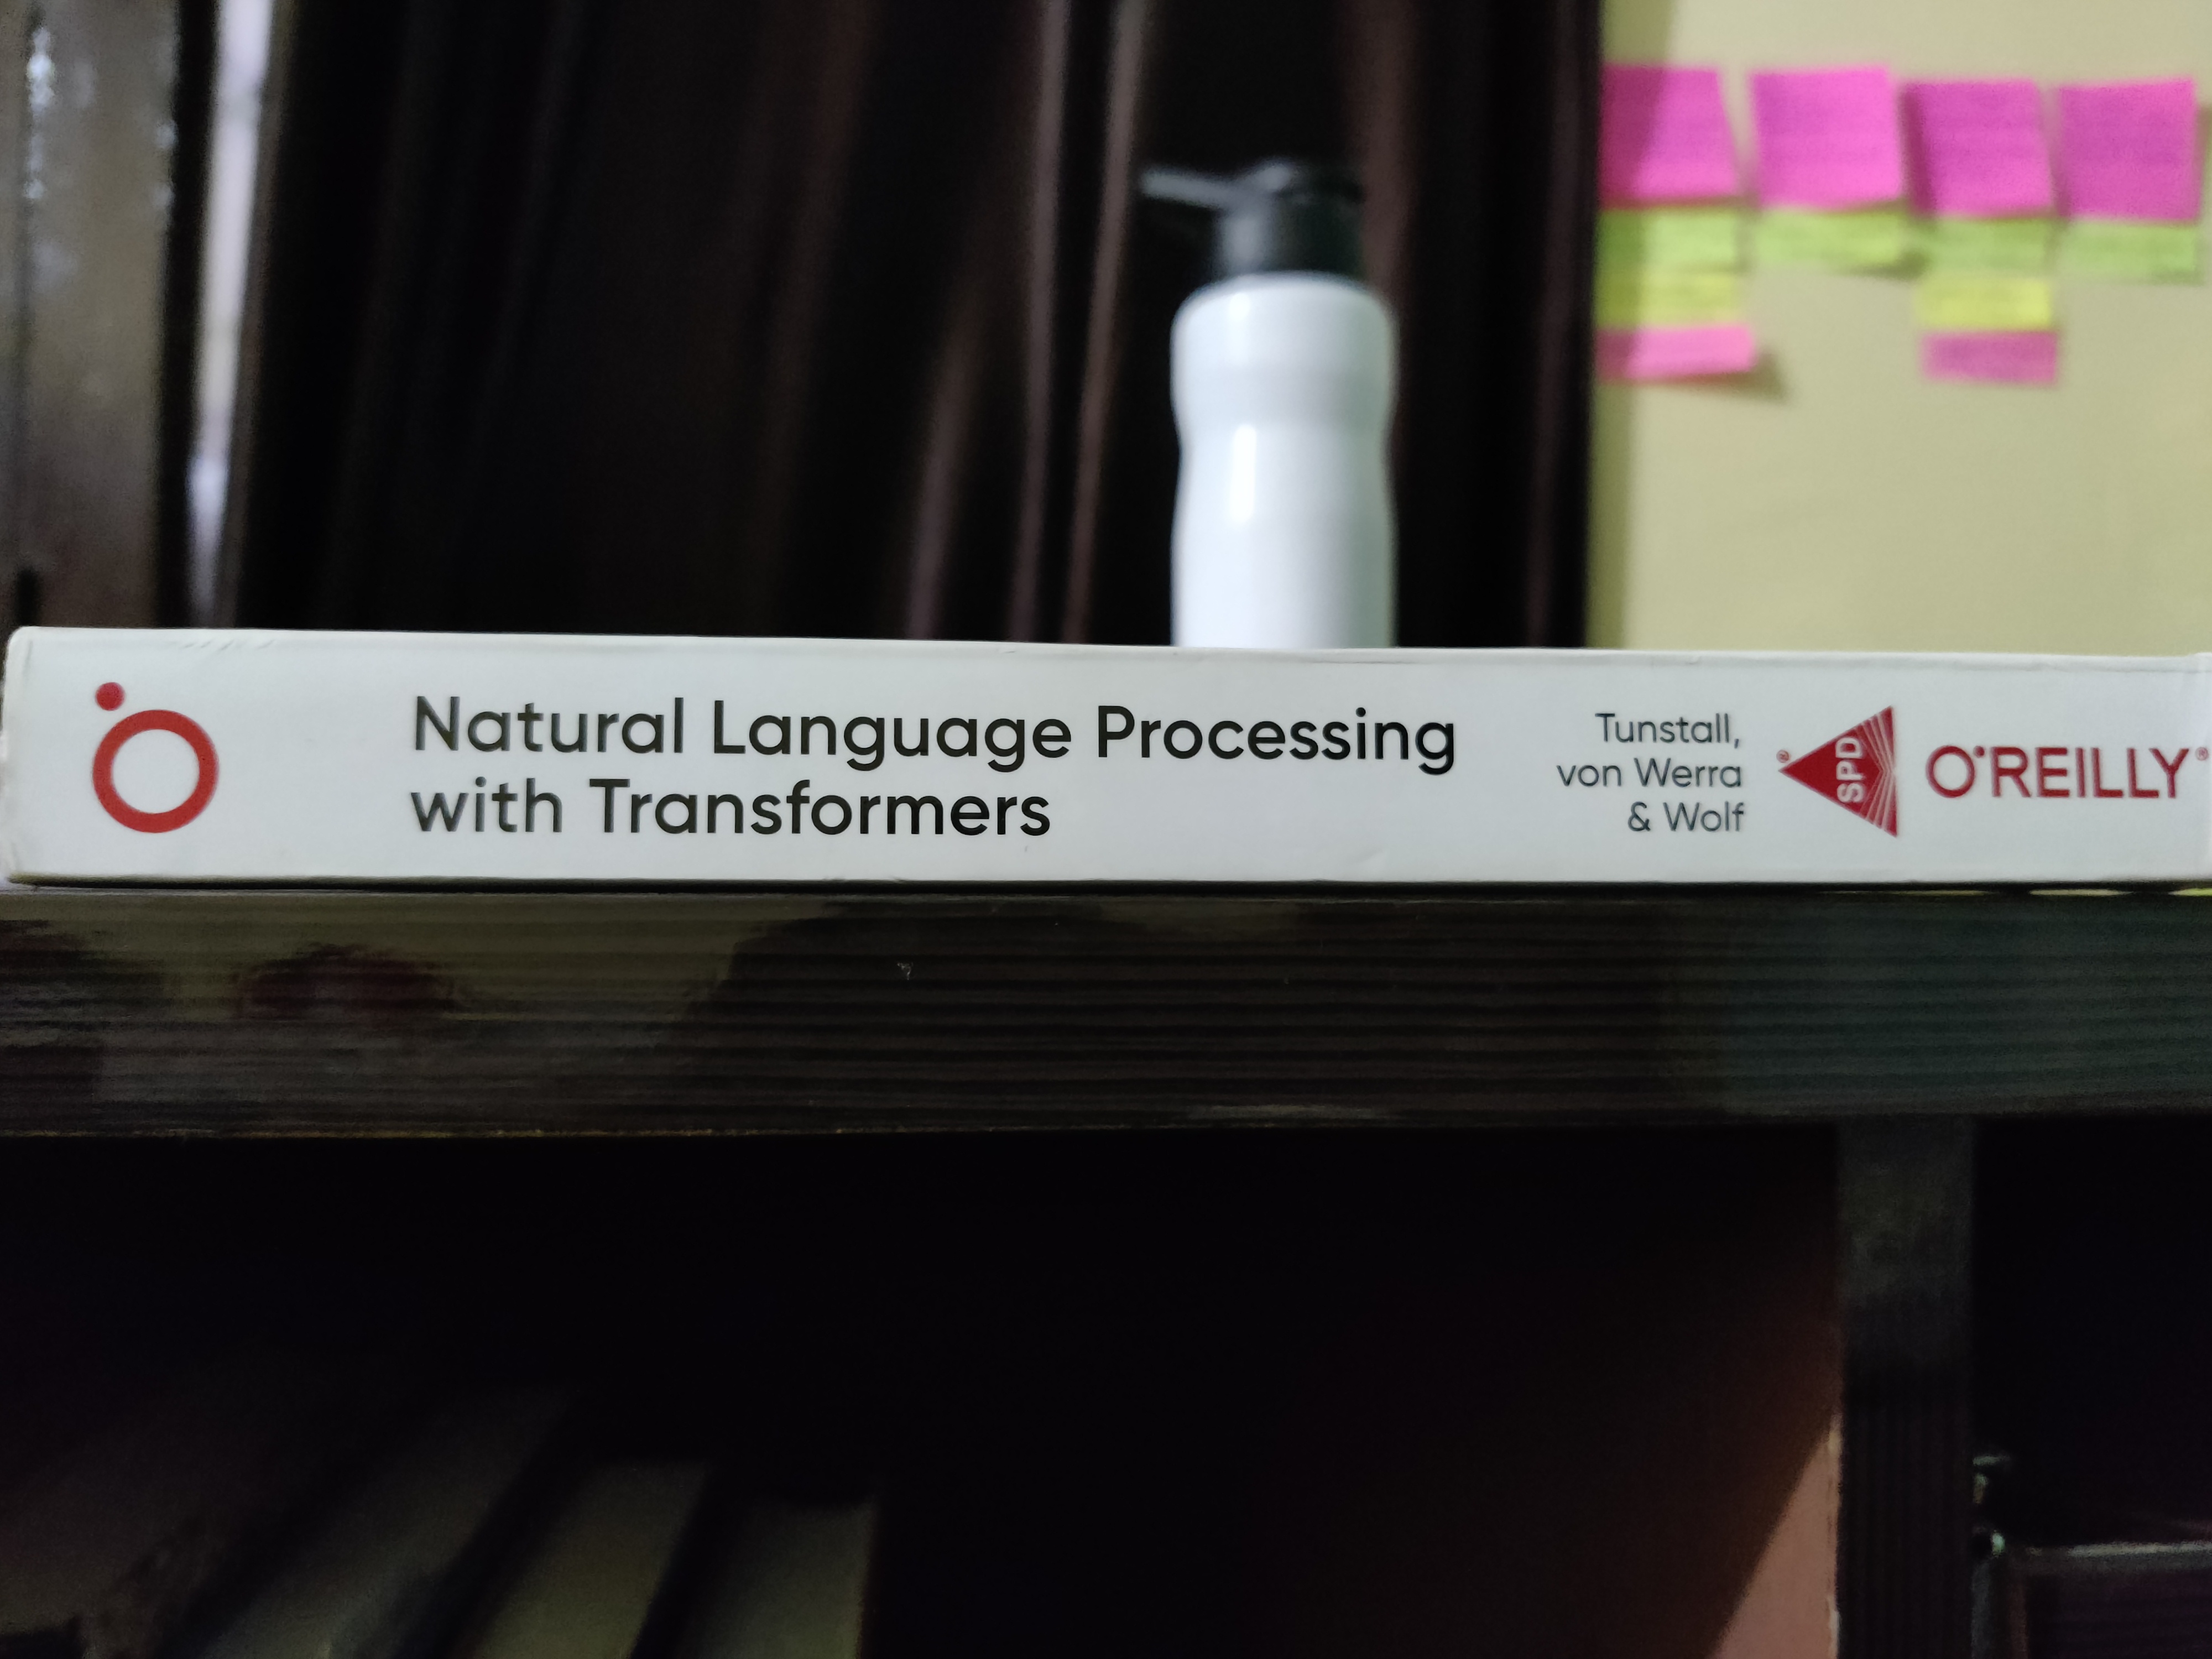 Natural Language Processing
with Transformers
Tunstall,
von Werra
& Wolf
SPD
®
O'REILLY®